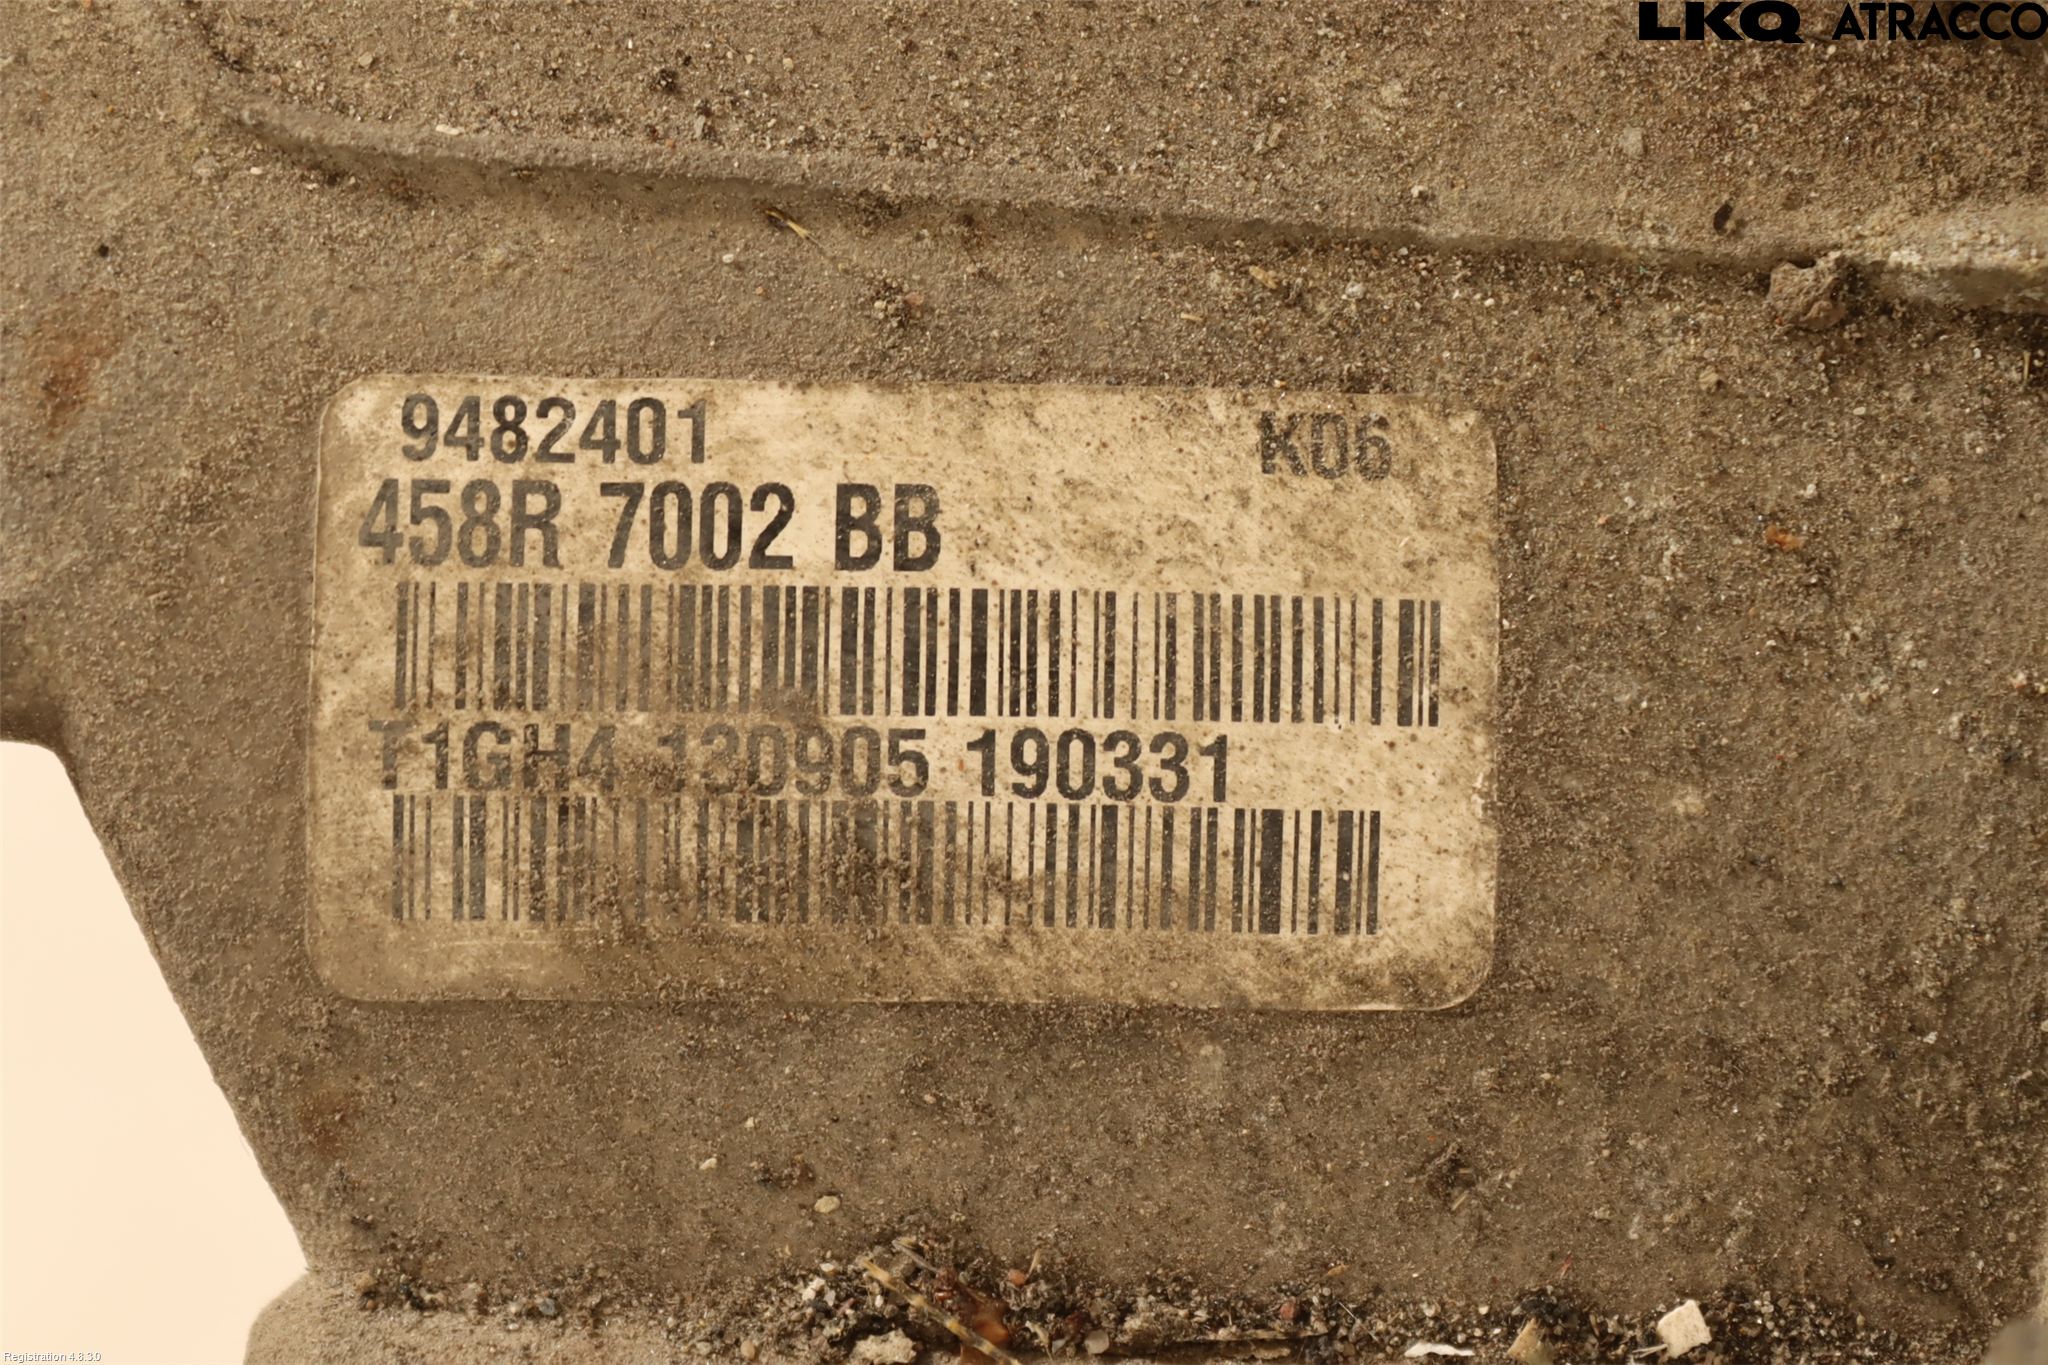 LKQ ATRACCO
9482401 K06
458R 7002 BB
T1GH4 130905 190331
Registration 4.8.3.0